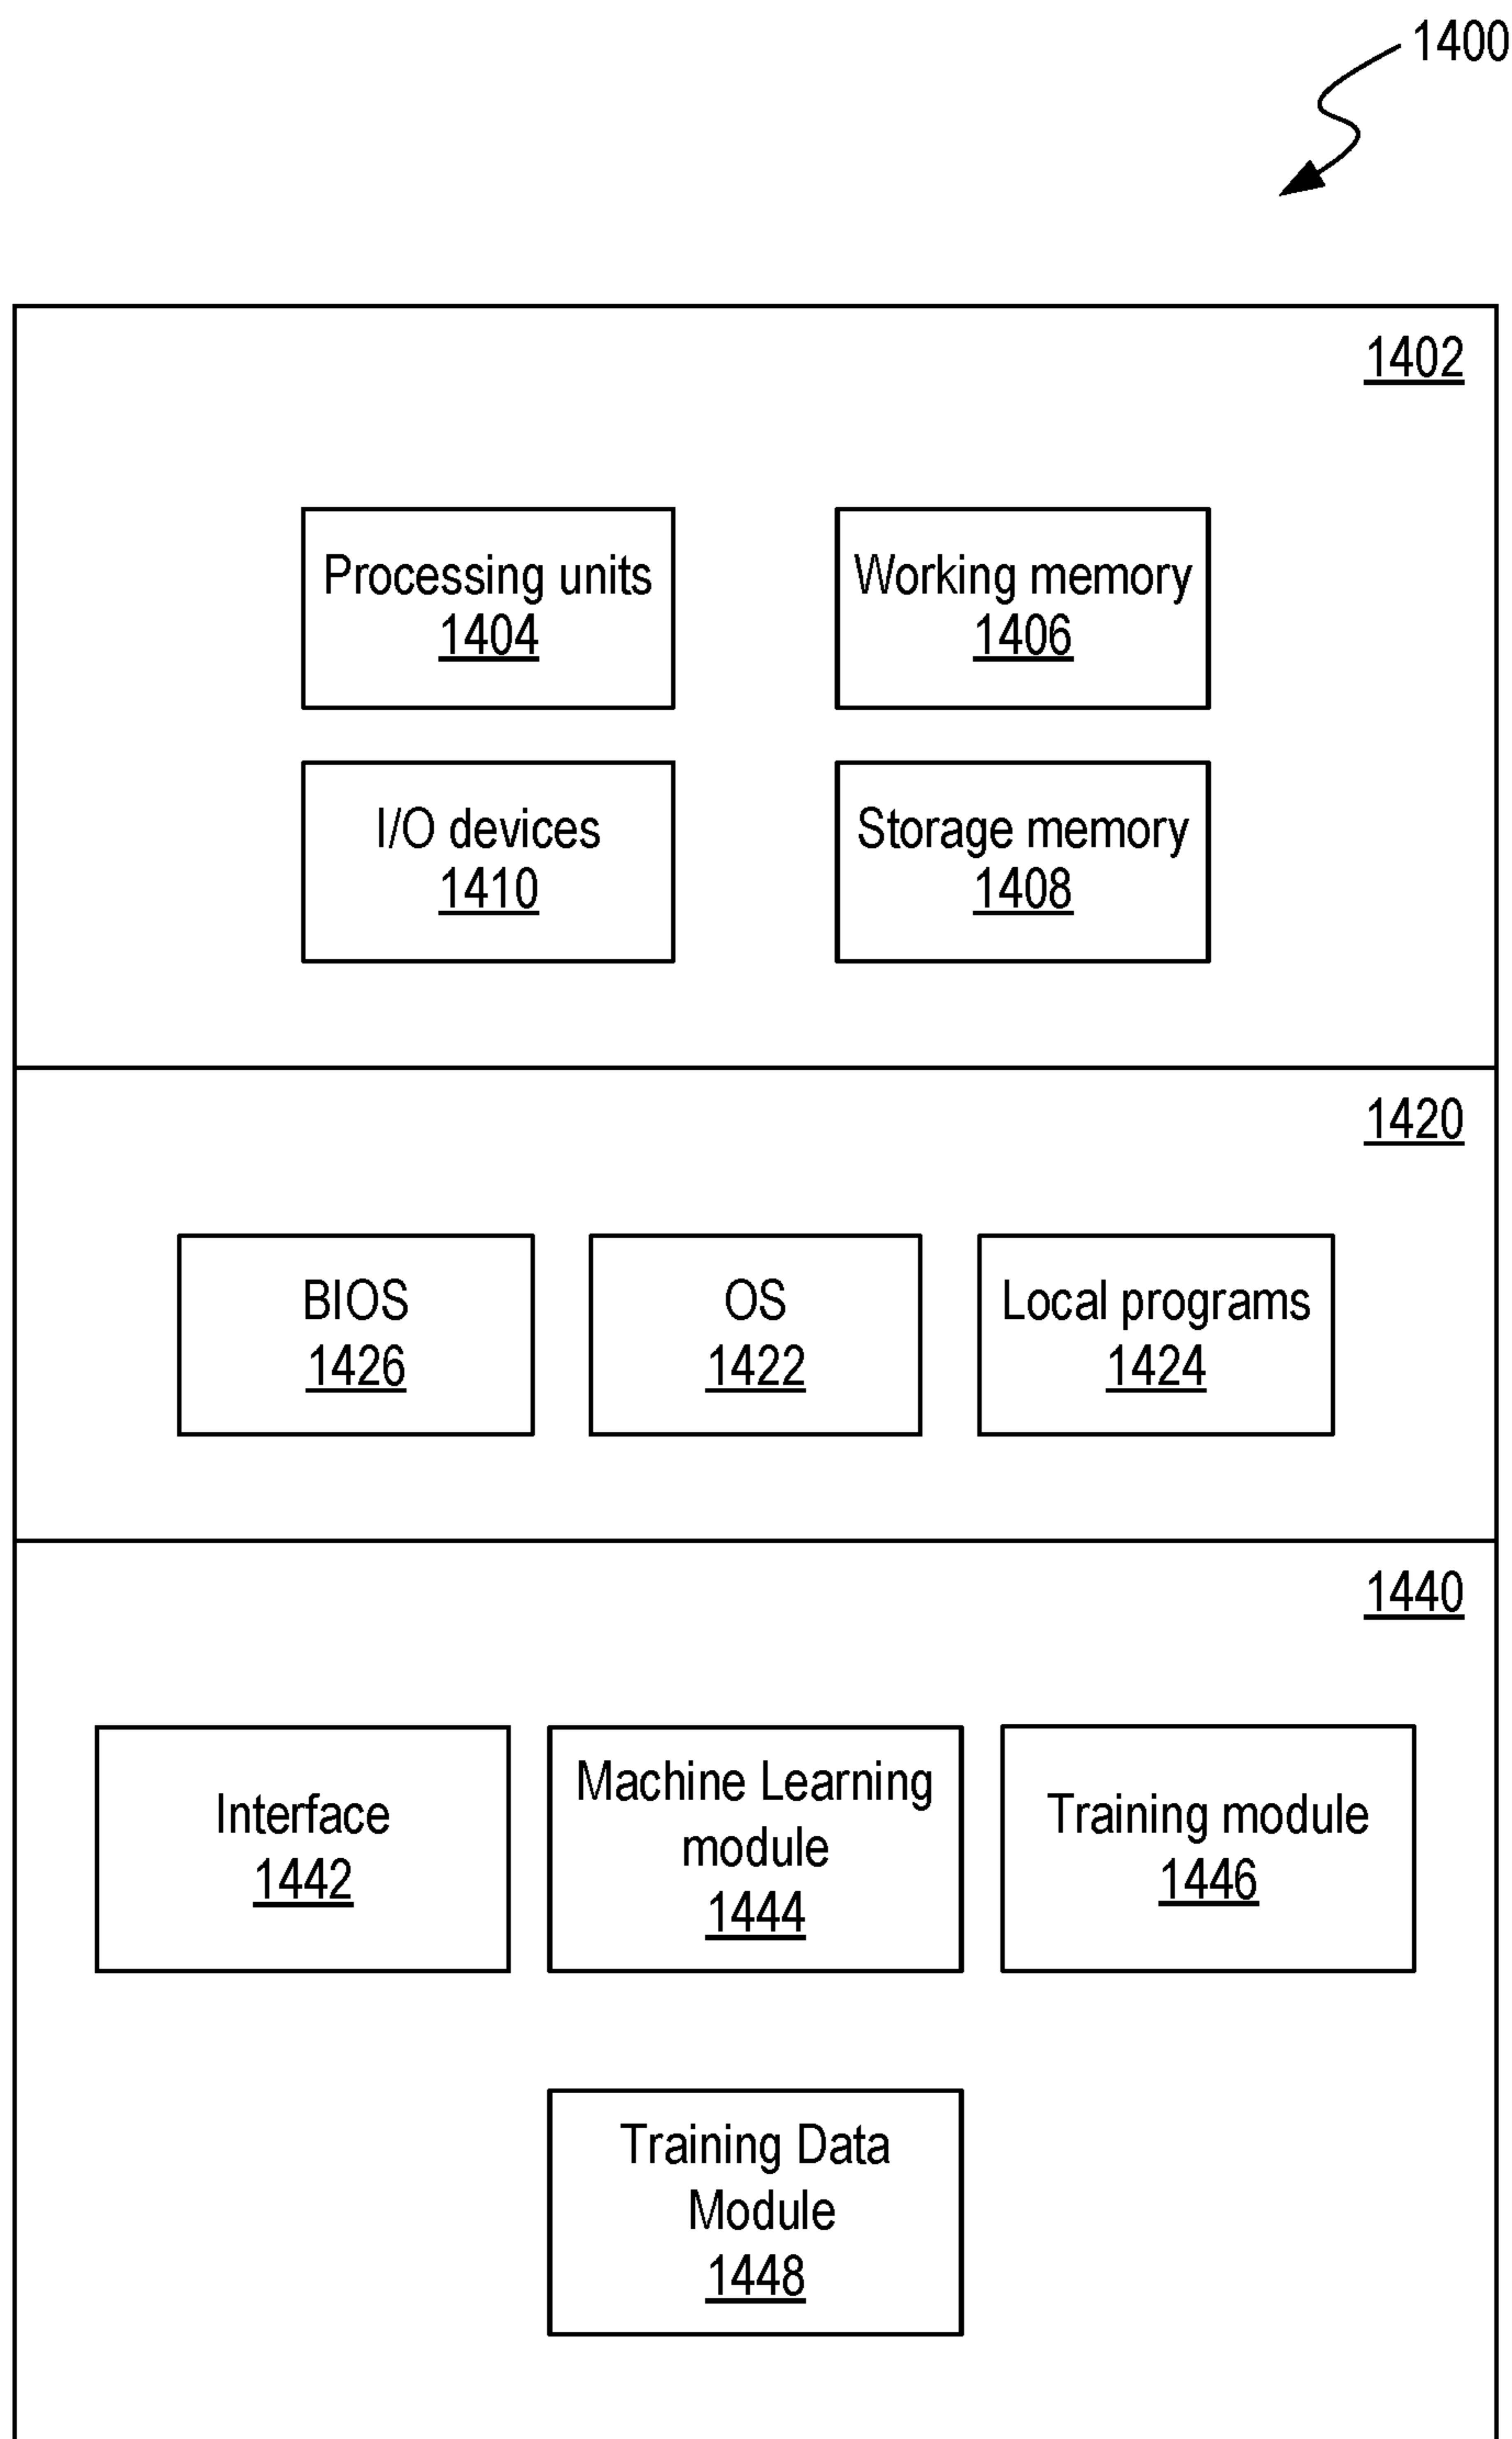 1400
1402
Processing units
1404
Working memory
1406
I/O devices
1410
Storage memory
1408
1420
BIOS
1426
OS
1422
Local programs
1424
1440
Interface
1442
Machine Learning
module
1444
Training module
1446
Training Data
Module
1448